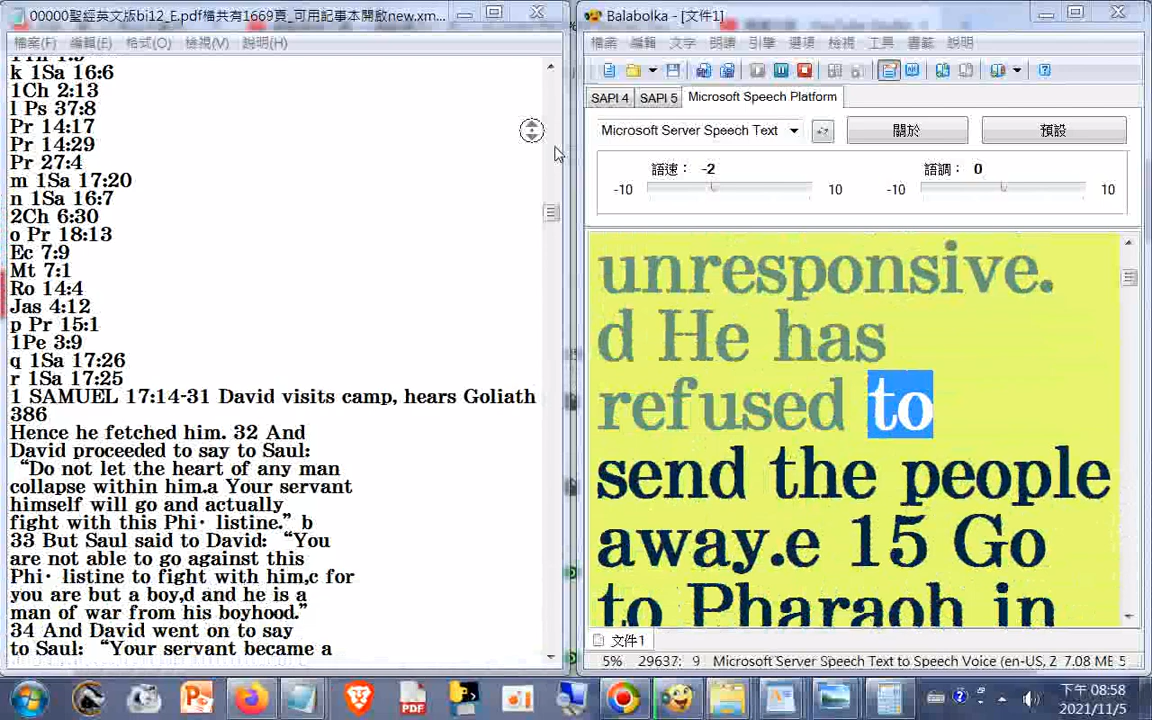 00000聖經英文版bi12_E.pdf檔共有1669頁_可用記事本開啟new.xm...
檔案(F) 編輯(E) 格式(O) 檢視(V) 說明(H)
k 1Sa 16:6
1Ch 2:13
l Ps 37:8
Pr 14:17
Pr 14:29
Pr 27:4
m 1Sa 17:20
n 1Sa 16:7
2Ch 6:30
o Pr 18:13
Ec 7:9
Mt 7:1
Ro 14:4
Jas 4:12
p Pr 15:1
1Pe 3:9
q 1Sa 17:26
r 1Sa 17:25
1 SAMUEL 17:14-31 David visits camp, hears Goliath
386
Hence he fetched him. 32 And
David proceeded to say to Saul:
“Do not let the heart of any man
collapse within him.a Your servant
himself will go and actually
fight with this Phi· listine.” b
33 But Saul said to David: “You
are not able to go against this
Phi· listine to fight with him,c for
you are but a boy,d and he is a
man of war from his boyhood.”
34 And David went on to say
to Saul: “Your servant became a
Balabolka - [文件1]
檔案 編輯 文字 朗讀 引擎 選項 檢視 工具 書籤 說明
SAPI 4 SAPI 5 Microsoft Speech Platform
Microsoft Server Speech Text 關於 預設
語速： -2 語調： 0
-10 10 -10 10
unresponsive.
d He has
refused to
send the people
away.e 15 Go
to Pharaoh in
文件1
5% 29637: 9 Microsoft Server Speech Text to Speech Voice (en-US, 2 7.08 MB 5
PDF
下午 08:58
2021/11/5